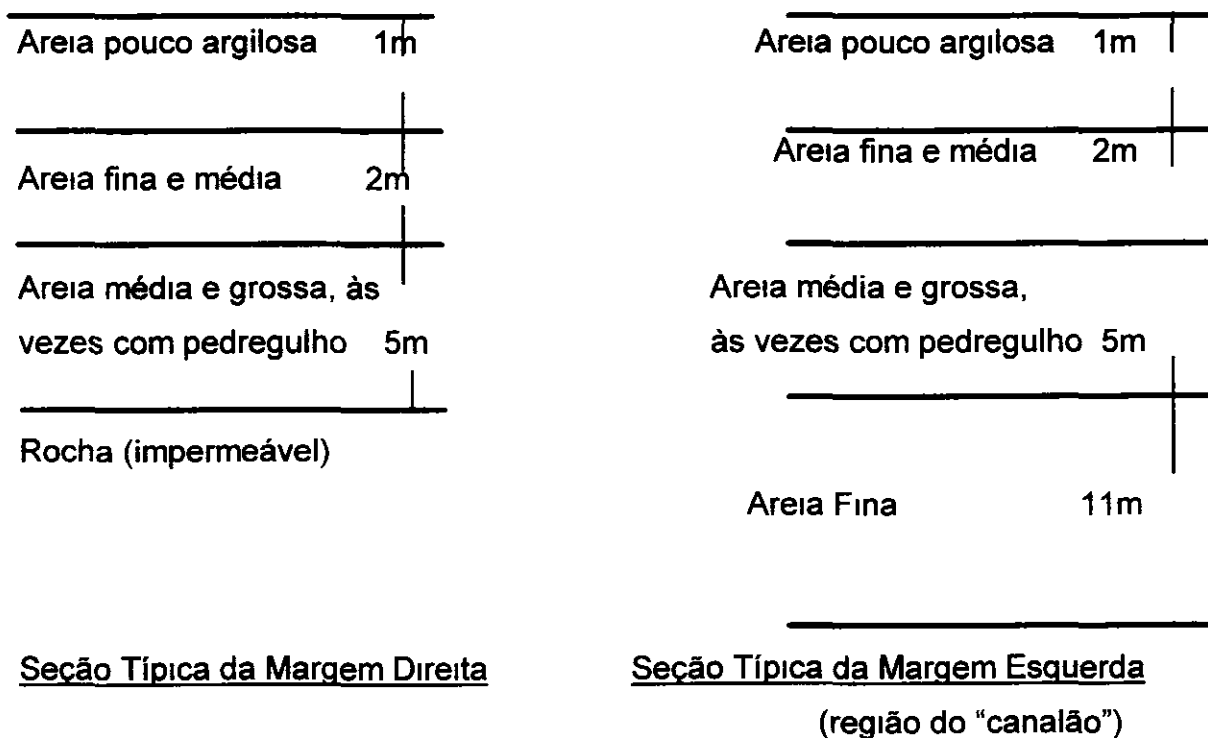 Areia pouco argilosa 1m
Areia fina e média 2m
Areia média e grossa, às
vezes com pedregulho 5m
Rocha (impermeável)
Seção Típica da Margem Direita
Areia pouco argilosa 1m
Areia fina e média 2m
Areia média e grossa,
às vezes com pedregulho 5m
Areia Fina 11m
Seção Típica da Margem Esquerda
(região do “canalão”)